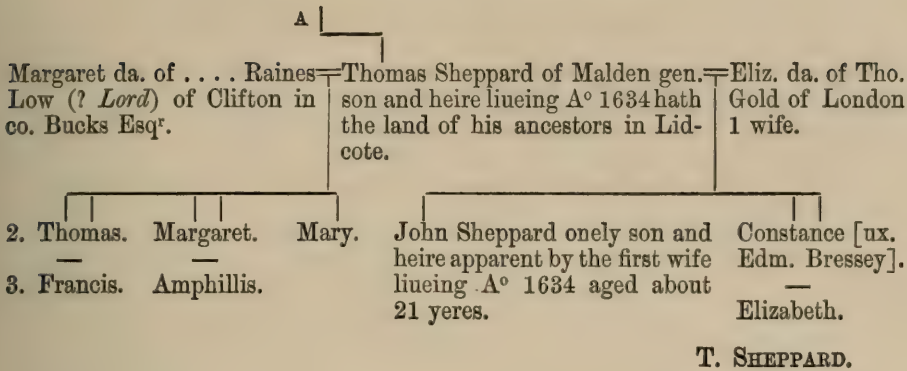 A
Margaret da. of .... Raines
Low (? Lord) of Clifton in
co. Bucks Esqr.
Thomas Sheppard of Malden gen.
son and heire liueing Ao 1634 hath
the land of his ancestors in Lid-
cote.
Eliz. da. of Tho.
Gold of London
1 wife.
2. Thomas.
3. Francis.
Margaret.
Amphillis.
Mary.
John Sheppard onely son and
heire apparent by the first wife
liueing Ao 1634 aged about
21 yeres.
Constance [ux.
Edm. Bressey].
Elizabeth.
T. SHEPPARD.